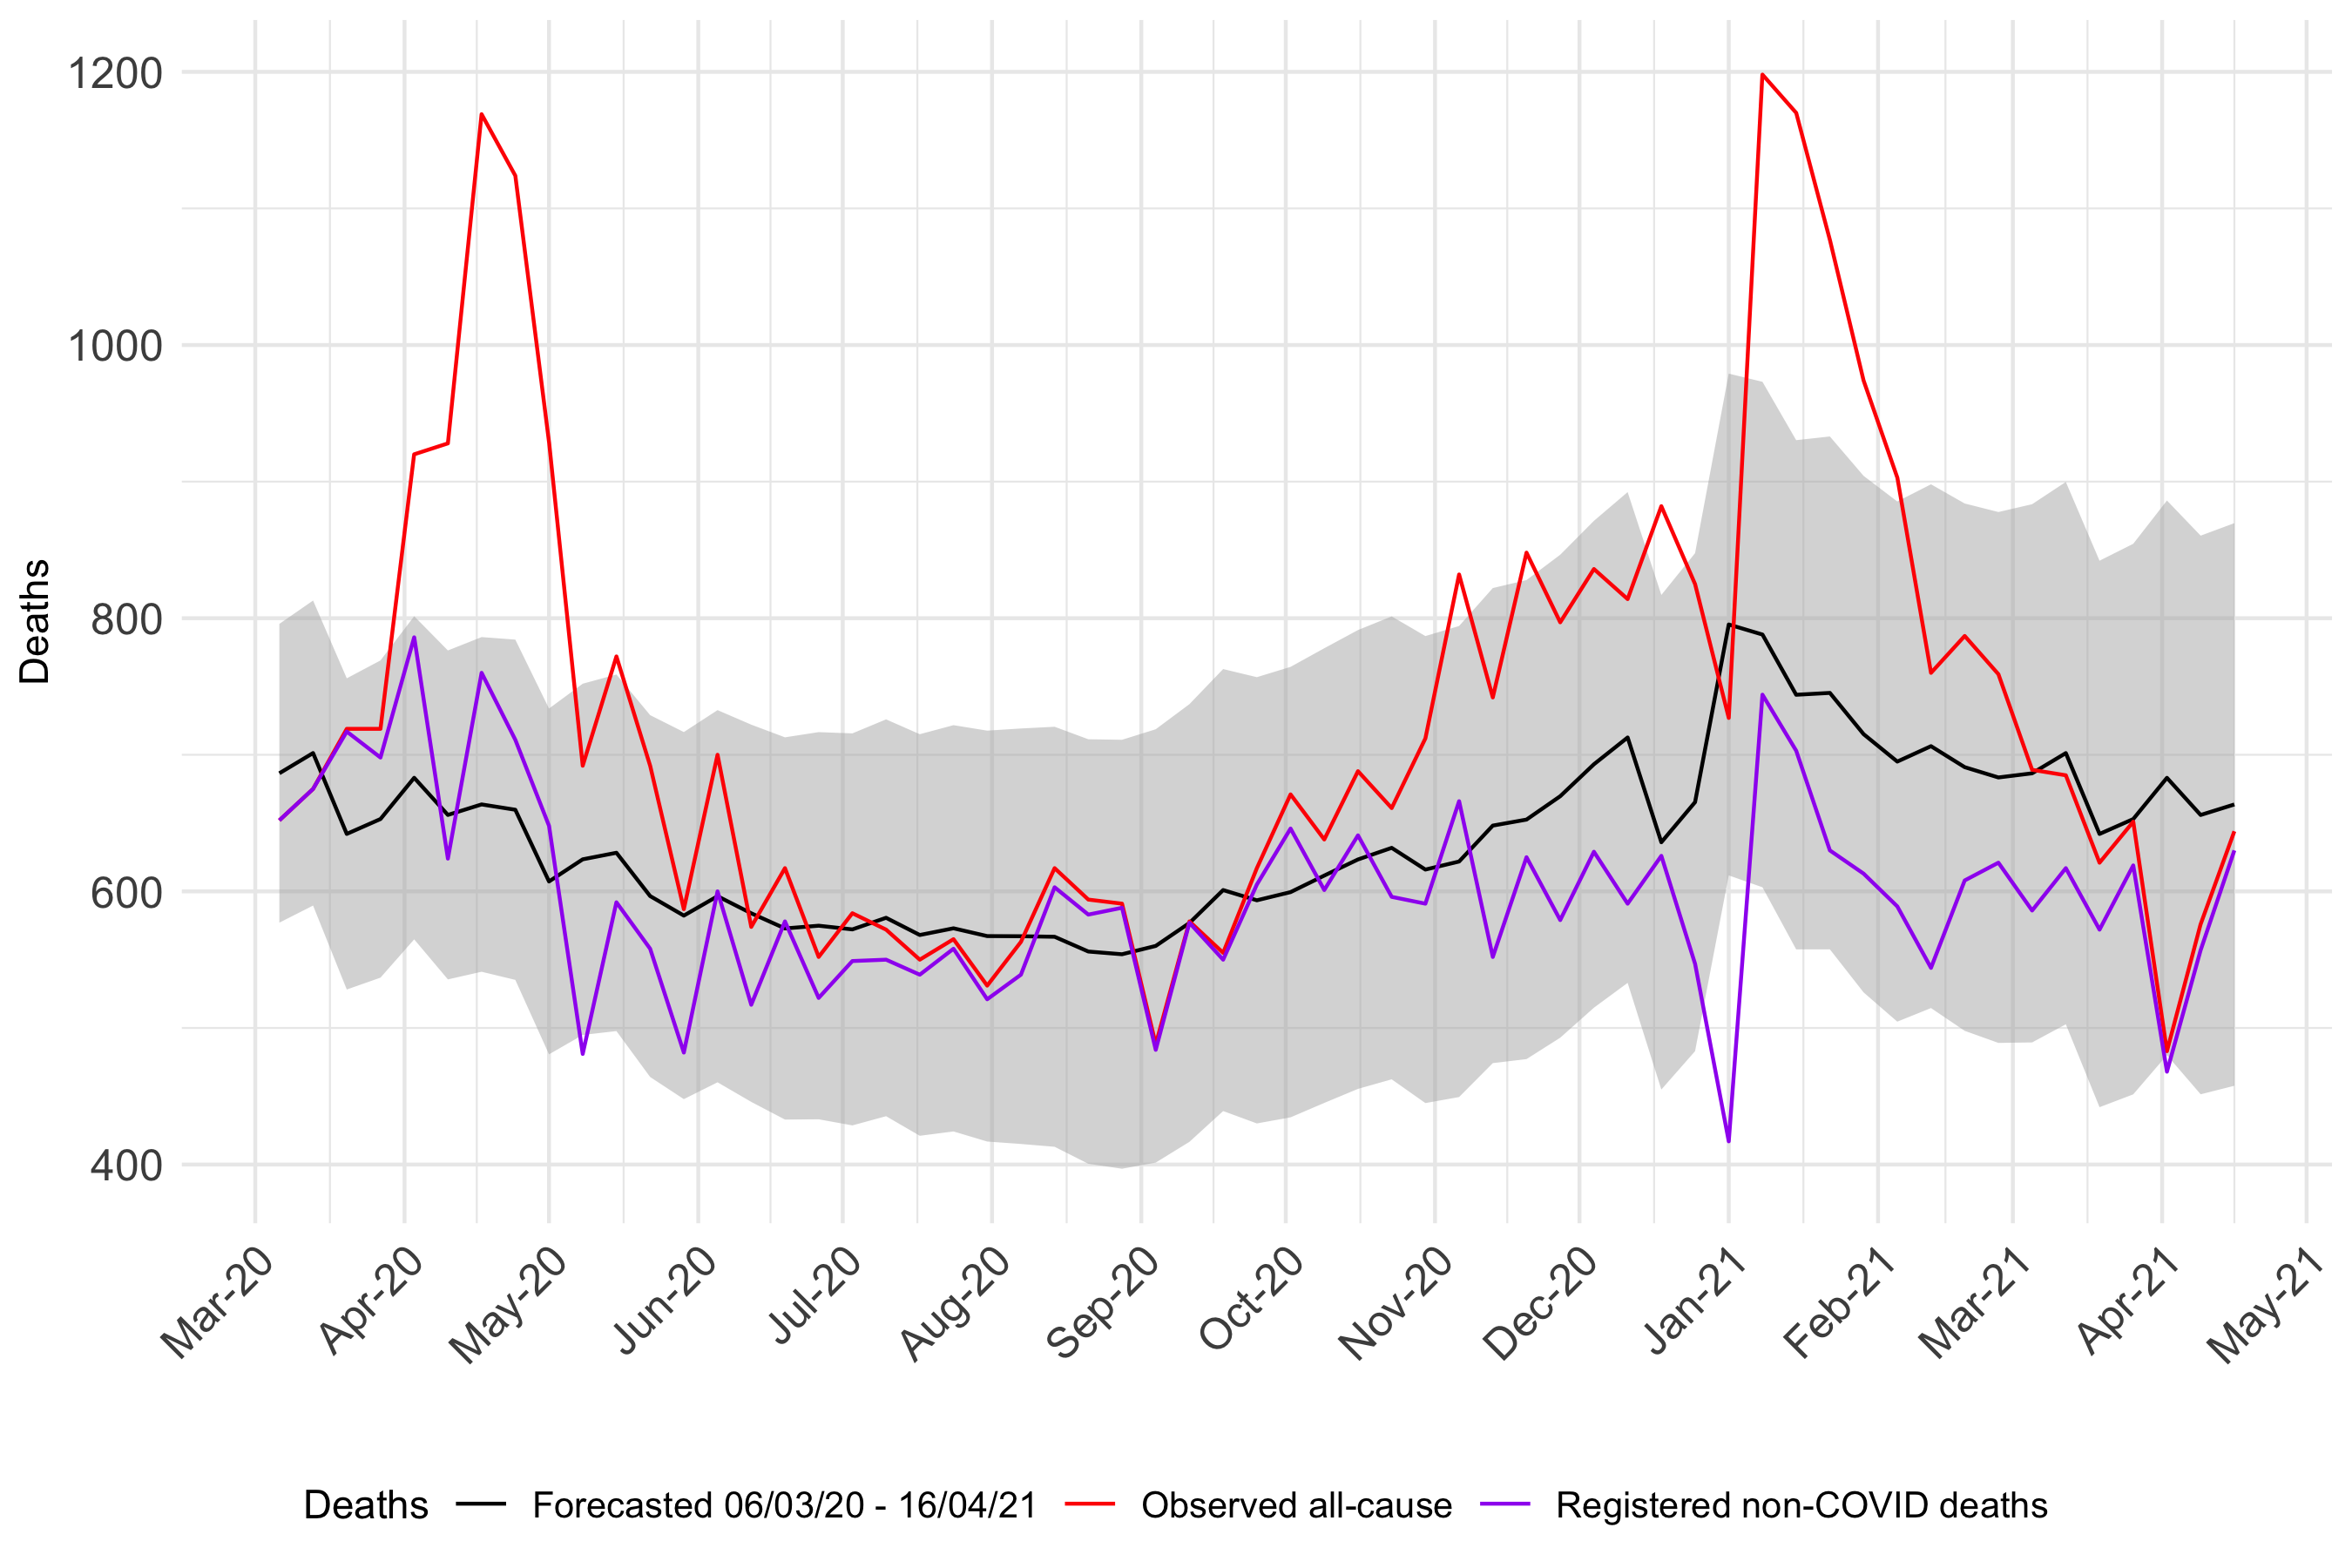 1200
1000
800
600
400
Deaths
Mar-20
Apr-20
May-20
Jun-20
Jul-20
Aug-20
Sep-20
Oct-20
Nov-20
Dec-20
Jan-21
Feb-21
Mar-21
Apr-21
May-21
Deaths Forecasted 06/03/20 - 16/04/21 Observed all-cause Registered non-COVID deaths